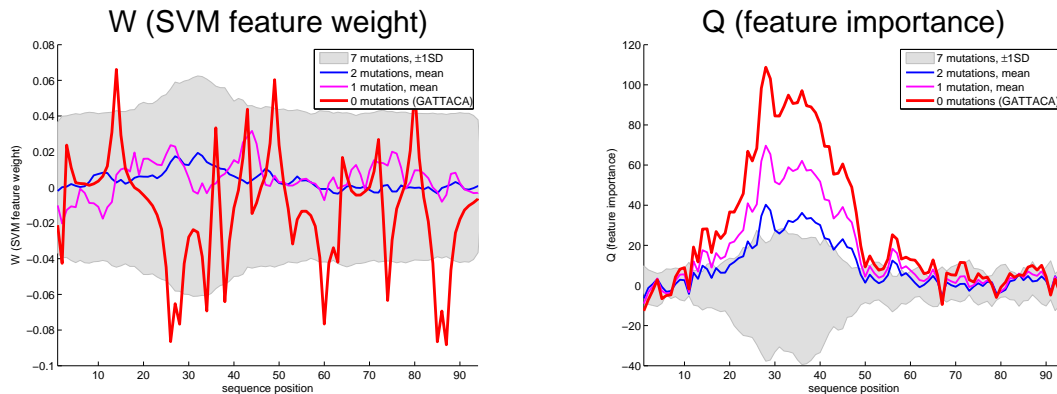 W (SVM feature weight)
0.08
0.06
0.04
0.02
0
−0.02
−0.04
−0.06
−0.08
−0.1
W (SVM feature weight)
7 mutations, ±1SD
2 mutations, mean
1 mutation, mean
0 mutations (GATTACA)
10 20 30 40 50 60 70 80 90
sequence position
Q (feature importance)
120
100
80
60
40
20
0
−20
−40
Q (feature importance)
7 mutations, ±1SD
2 mutations, mean
1 mutation, mean
0 mutations (GATTACA)
10 20 30 40 50 60 70 80 90
sequence position